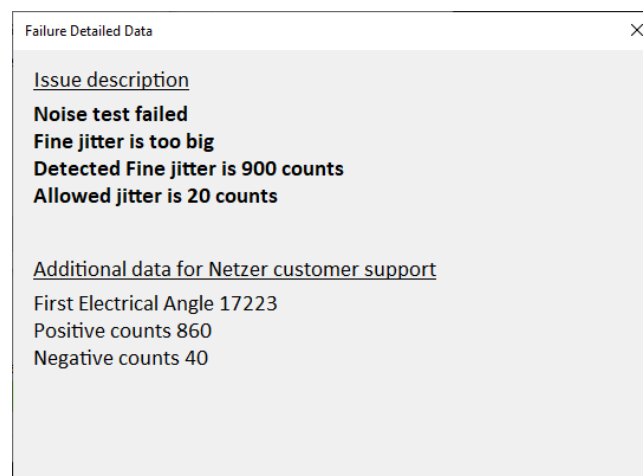 Failure Detailed Data
Issue description
Noise test failed
Fine jitter is too big
Detected Fine jitter is 900 counts
Allowed jitter is 20 counts
Additional data for Netzer customer support
First Electrical Angle 17223
Positive counts 860
Negative counts 40